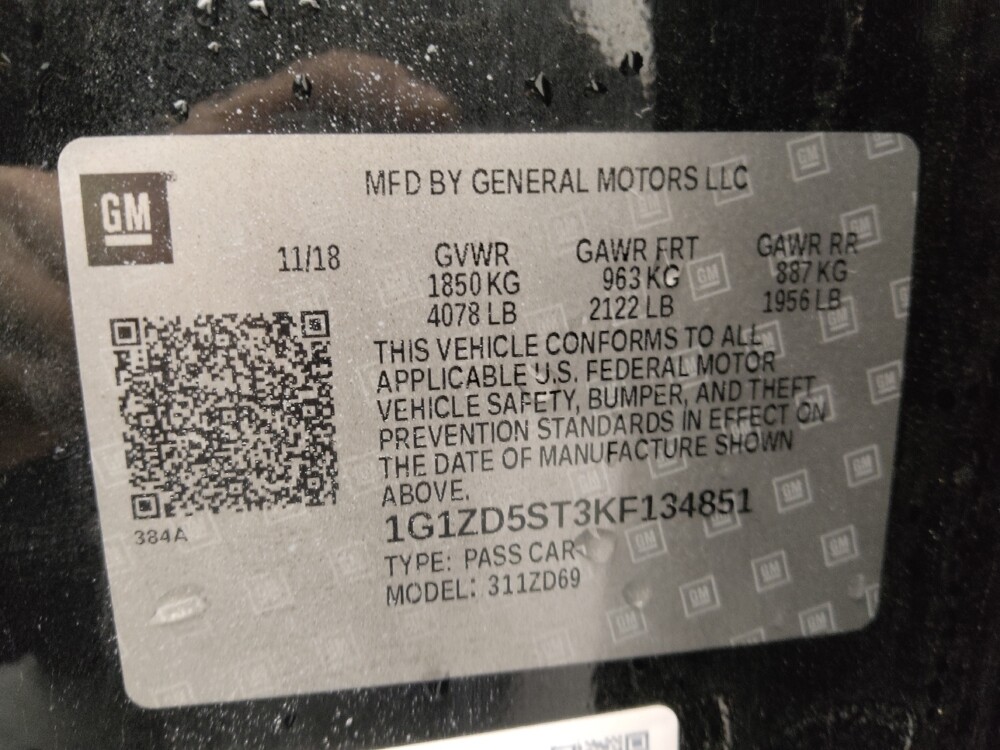 GM
MFD BY GENERAL MOTORS LLC
11/18 GVWR GAWR FRT GAWR RR
1850 KG 963 KG 887 KG
4078 LB 2122 LB 1956 LB
THIS VEHICLE CONFORMS TO ALL
APPLICABLE U.S. FEDERAL MOTOR
VEHICLE SAFETY, BUMPER, AND THEFT
PREVENTION STANDARDS IN EFFECT ON
THE DATE OF MANUFACTURE SHOWN
ABOVE.
1G1ZD5ST3KF134851
384A
TYPE: PASS CAR
MODEL: 311ZD69